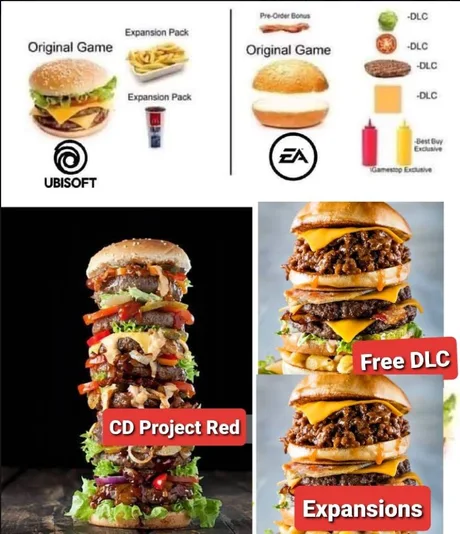 Original Game
Expansion Pack
Expansion Pack
UBISOFT
Pre-Order Bonus
Original Game
EA
-DLC
-DLC
-DLC
-DLC
-Best Buy
Exclusive
\Gamestop Exclusive
CD Project Red
Free DLC
Expansions